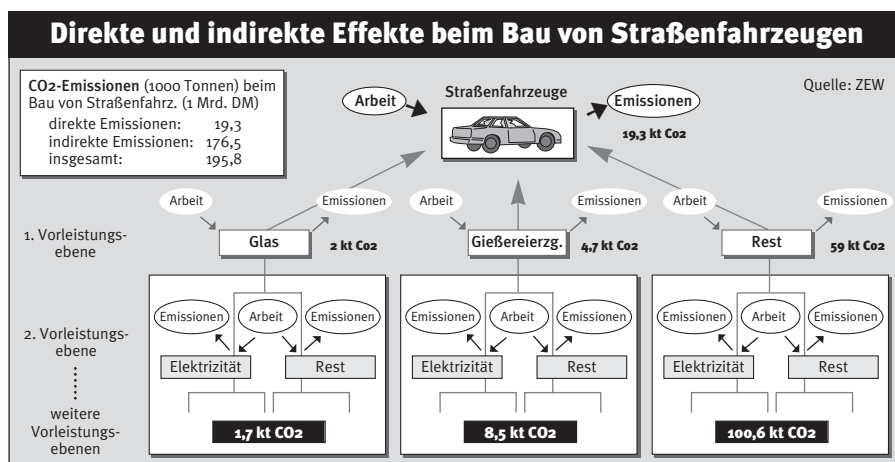 Direkte und indirekte Effekte beim Bau von Straßenfahrzeugen
CO2-Emissionen (1000 Tonnen) beim
Bau von Straßenfahrz. (1 Mrd. DM)
direkte Emissionen: 19,3
indirekte Emissionen: 176,5
insgesamt: 195,8
Quelle: ZEW
Straßenfahrzeuge
Arbeit
Emissionen
19,3 kt Co2
1. Vorleistungs-
ebene
Arbeit
Emissionen
Glas
2 kt Co2
Arbeit
Emissionen
Gießereierzg.
4,7 kt Co2
Arbeit
Emissionen
Rest
59 kt Co2
2. Vorleistungs-
ebene
weitere
Vorleistungs-
ebenen
Emissionen
Arbeit
Emissionen
Elektrizität
Rest
1,7 kt CO2
Emissionen
Arbeit
Emissionen
Elektrizität
Rest
8,5 kt CO2
Emissionen
Arbeit
Emissionen
Elektrizität
Rest
100,6 kt CO2